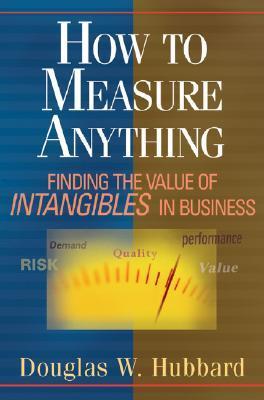 HOW TO
MEASURE
ANYTHING
FINDING THE VALUE OF
INTANGIBLES IN BUSINESS
Demand
performance
Quality
RISK
Value
Douglas W. Hubbard